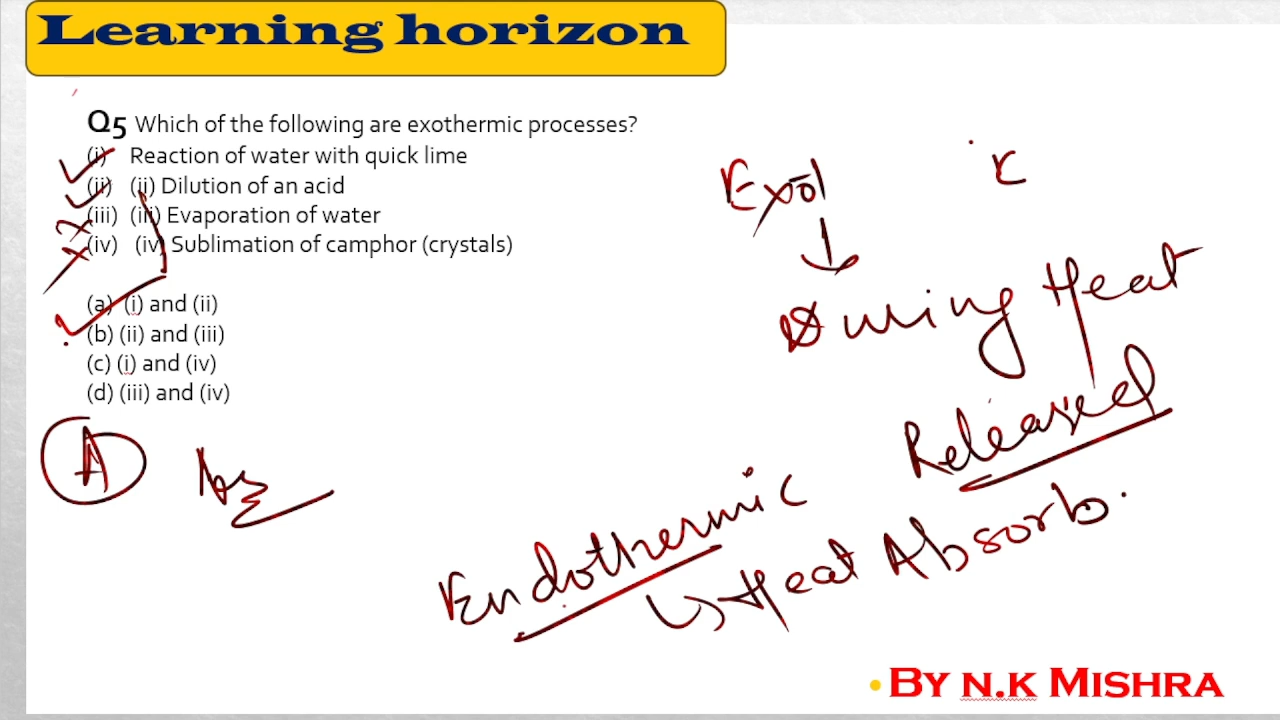 Learning horizon
Q5 Which of the following are exothermic processes?
(i) Reaction of water with quick lime
(ii) (ii) Dilution of an acid
(iii) (iii) Evaporation of water
(iv) (iv) Sublimation of camphor (crystals)
(a) (i) and (ii)
(b) (ii) and (iii)
(c) (i) and (iv)
(d) (iii) and (iv)
A
Exo
During Heat
Released
Endothermic
Heat Absorb.
By N.K Mishra